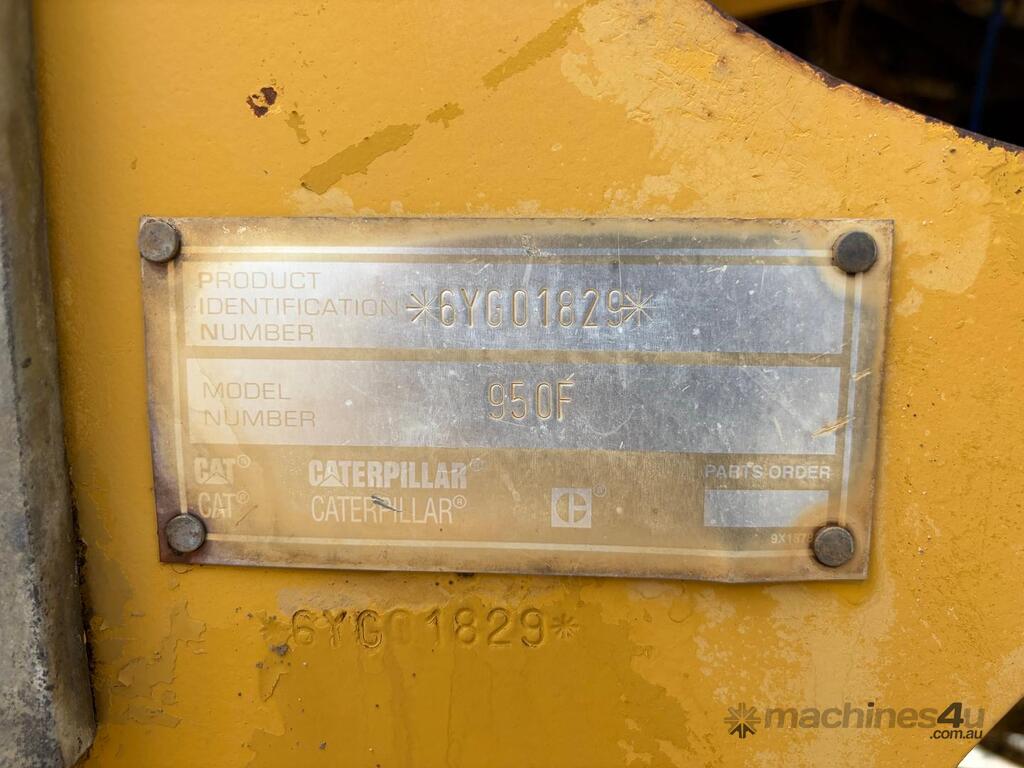 PRODUCT
IDENTIFICATION *6YG01829*
NUMBER
MODEL 950F
NUMBER
CAT® CATERPILLAR® PARTS ORDER
CAT® CATERPILLAR® C®
*6YG01829*
machines4u
.com.au